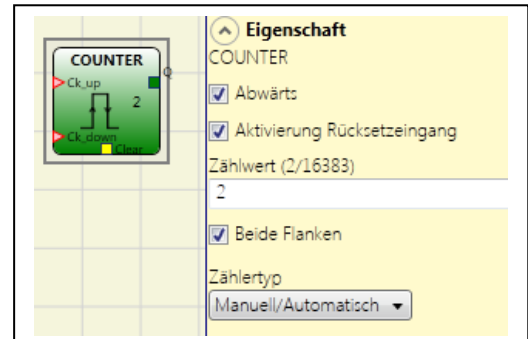 COUNTER
Ck_up
Q
2
Ck_down
Clear
Eigenschaft
COUNTER
Abwärts
Aktivierung Rücksetzeingang
Zählwert (2/16383)
2
Beide Flanken
Zählertyp
Manuell/Automatisch